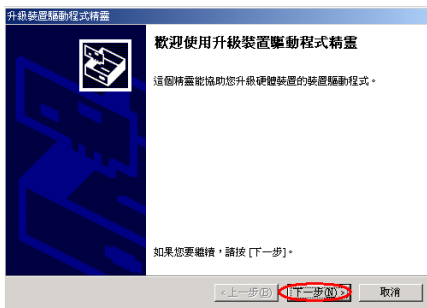 升級裝置驅動程式精靈
歡迎使用升級裝置驅動程式精靈
這個精靈能協助您升級硬體裝置的裝置驅動程式。
如果您要繼續，請按 [下一步]。
<上一步(B) 下一步(N)> 取消